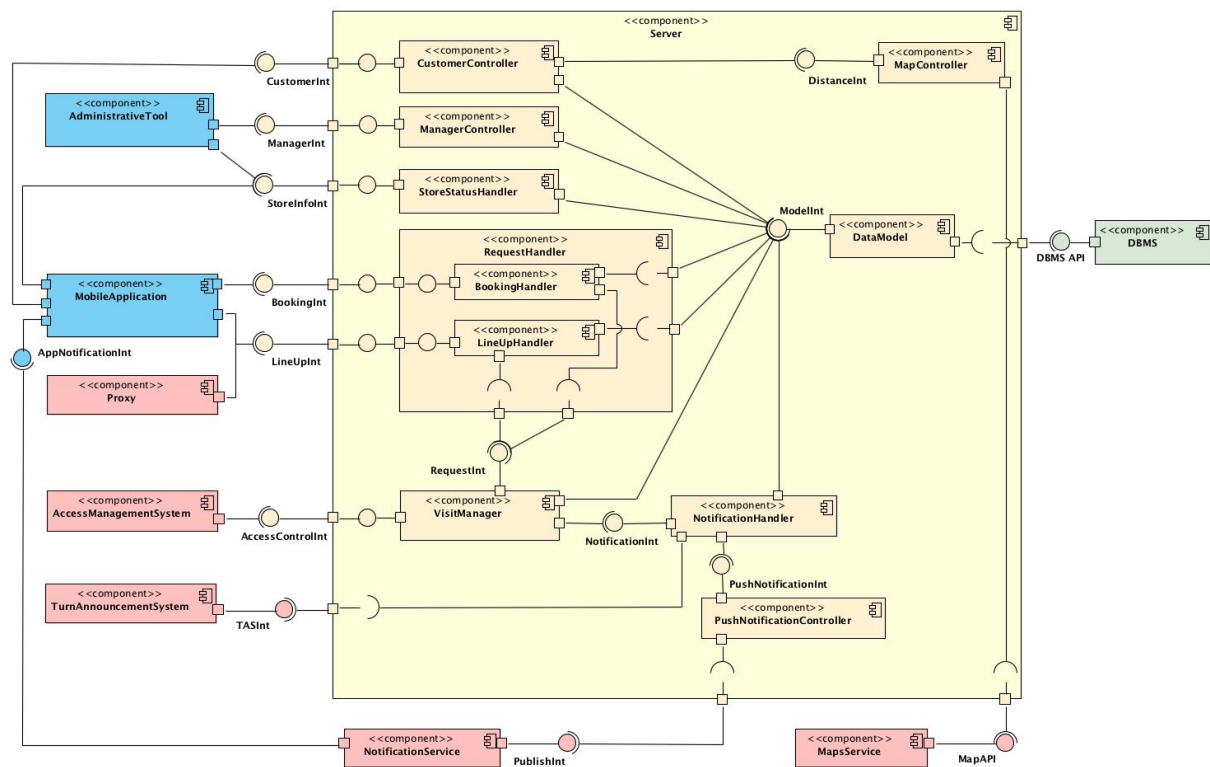 <<component>>
Server
<<component>>
CustomerController
<<component>>
MapController
CustomerInt
DistanceInt
<<component>>
AdministrativeTool
<<component>>
ManagerController
ManagerInt
<<component>>
StoreStatusHandler
StoreInfoInt
ModelInt
<<component>>
DataModel
<<component>>
DBMS
DBMS API
<<component>>
RequestHandler
<<component>>
BookingHandler
<<component>>
MobileApplication
BookingInt
<<component>>
LineUpHandler
AppNotificationInt
LineUpInt
<<component>>
Proxy
RequestInt
<<component>>
AccessManagementSystem
AccessControlInt
<<component>>
VisitManager
NotificationInt
<<component>>
NotificationHandler
PushNotificationInt
<<component>>
TurnAnnouncementSystem
TASInt
<<component>>
PushNotificationController
<<component>>
NotificationService
PublishInt
<<component>>
MapsService
MapAPI